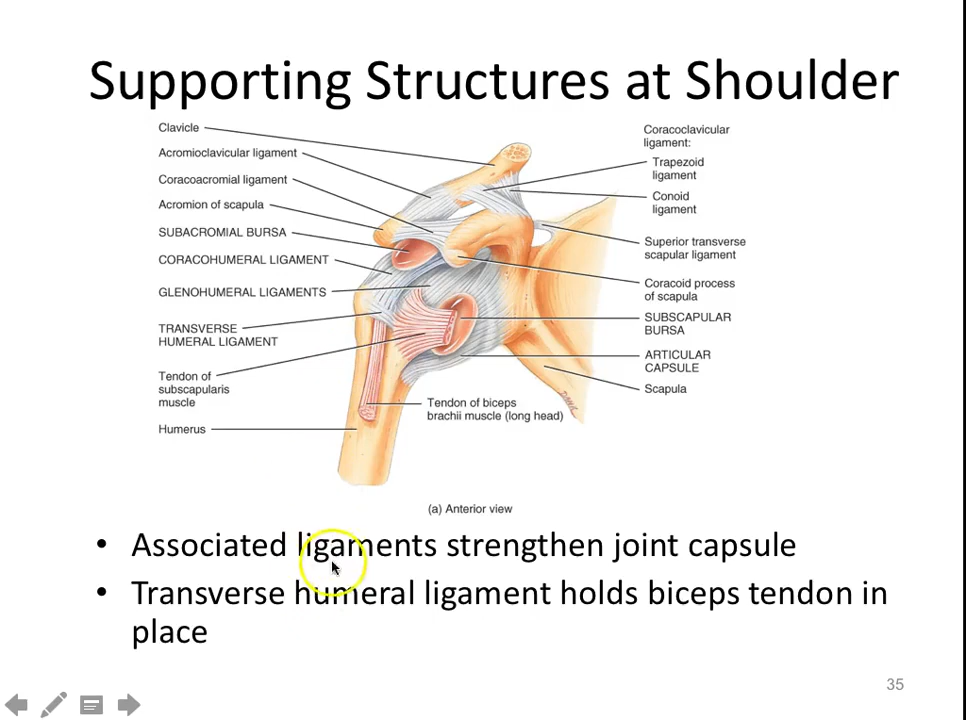 Supporting Structures at Shoulder
Clavicle
Acromioclavicular ligament
Coracoacromial ligament
Acromion of scapula
SUBACROMIAL BURSA
CORACOHUMERAL LIGAMENT
GLENOHUMERAL LIGAMENTS
TRANSVERSE
HUMERAL LIGAMENT
Tendon of
subscapularis
muscle
Humerus
Coracoclavicular
ligament:
Trapezoid
ligament
Conoid
ligament
Superior transverse
scapular ligament
Coracoid process
of scapula
SUBSCAPULAR
BURSA
ARTICULAR
CAPSULE
Scapula
Tendon of biceps
brachii muscle (long head)
(a) Anterior view
• Associated ligaments strengthen joint capsule
• Transverse humeral ligament holds biceps tendon in
place
35